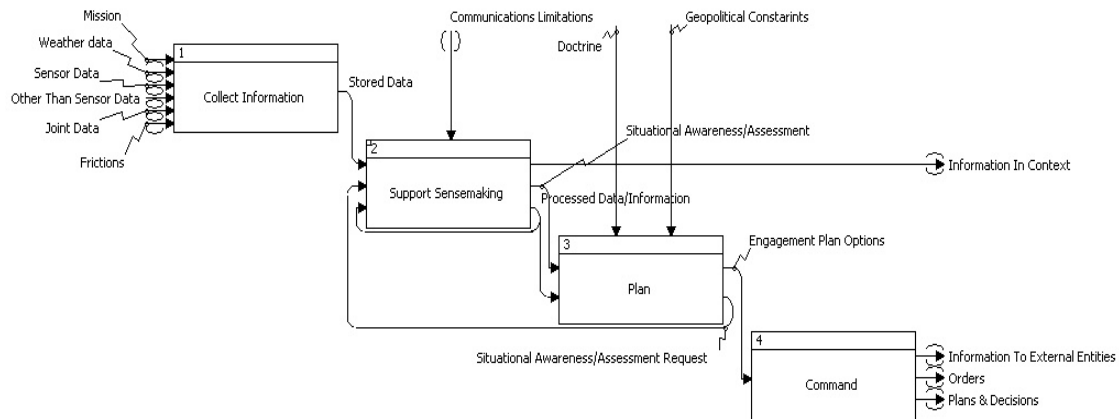 Mission
Communications Limitations
Geopolitical Constarints
Weather data
1
Doctrine
Sensor Data
Stored Data
Other Than Sensor Data
Collect Information
Joint Data
Situational Awareness/Assessment
Frictions
2
Information In Context
Support Sensemaking
Processed Data/Information
3
Engagement Plan Options
Plan
4
Situational Awareness/Assessment Request
Information To External Entities
Command
Orders
Plans & Decisions